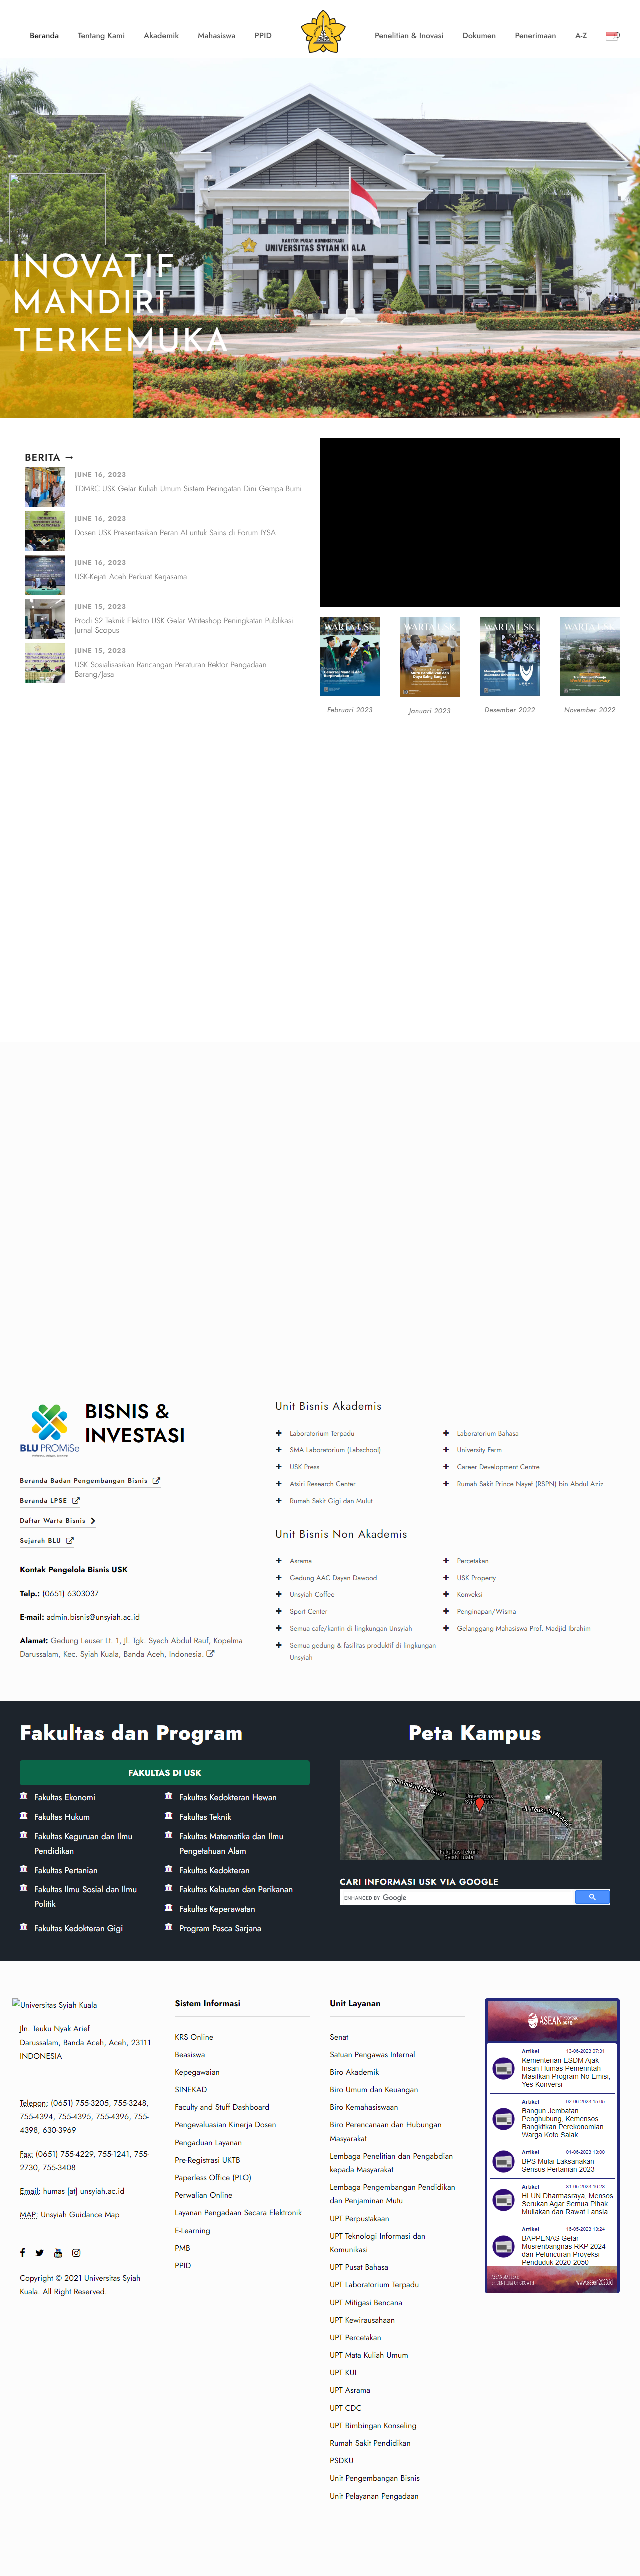 Beranda Tentang Kami Akademik Mahasiswa PPID Penelitian & Inovasi Dokumen Penerimaan A-Z
KANTOR PUSAT ADMINISTRASI
UNIVERSITAS SYIAH KUALA
INOVATIF
MANDIRI
TERKEMUKA
BERITA →
JUNE 16, 2023
TDMRC USK Gelar Kuliah Umum Sistem Peringatan Dini Gempa Bumi
JUNE 16, 2023
Dosen USK Presentasikan Peran AI untuk Sains di Forum IYSA
JUNE 16, 2023
USK-Kejati Aceh Perkuat Kerjasama
JUNE 15, 2023
Prodi S2 Teknik Elektro USK Gelar Writeshop Peningkatan Publikasi
Jurnal Scopus
JUNE 15, 2023
USK Sosialisasikan Rancangan Peraturan Rektor Pengadaan
Barang/Jasa
WARTA USK
WARTA USK
WARTA USK
WARTA USK
Februari 2023
Januari 2023
Desember 2022
November 2022
BLU PROMiSe
BISNIS &
INVESTASI
Beranda Badan Pengembangan Bisnis
Beranda LPSE
Daftar Warta Bisnis
Sejarah BLU
Kontak Pengelola Bisnis USK
Telp.: (0651) 6303037
E-mail: admin.bisnis@unsyiah.ac.id
Alamat: Gedung Leuser Lt. 1, Jl. Tgk. Syech Abdul Rauf, Kopelma
Darussalam, Kec. Syiah Kuala, Banda Aceh, Indonesia.
Unit Bisnis Akademis
Laboratorium Terpadu
SMA Laboratorium (Labschool)
USK Press
Atsiri Research Center
Rumah Sakit Gigi dan Mulut
Laboratorium Bahasa
University Farm
Career Development Centre
Rumah Sakit Prince Nayef (RSPN) bin Abdul Aziz
Unit Bisnis Non Akademis
Asrama
Gedung AAC Dayan Dawood
Unsyiah Coffee
Sport Center
Semua cafe/kantin di lingkungan Unsyiah
Semua gedung & fasilitas produktif di lingkungan
Unsyiah
Percetakan
USK Property
Konveksi
Penginapan/Wisma
Gelanggang Mahasiswa Prof. Madjid Ibrahim
Fakultas dan Program
FAKULTAS DI USK
Fakultas Ekonomi
Fakultas Hukum
Fakultas Keguruan dan Ilmu
Pendidikan
Fakultas Pertanian
Fakultas Ilmu Sosial dan Ilmu
Politik
Fakultas Kedokteran Gigi
Fakultas Kedokteran Hewan
Fakultas Teknik
Fakultas Matematika dan Ilmu
Pengetahuan Alam
Fakultas Kedokteran
Fakultas Kelautan dan Perikanan
Fakultas Keperawatan
Program Pasca Sarjana
Peta Kampus
CARI INFORMASI USK VIA GOOGLE
ENHANCED BY Google
Universitas Syiah Kuala
Jln. Teuku Nyak Arief
Darussalam, Banda Aceh, Aceh, 23111
INDONESIA
Telepon: (0651) 755-3205, 755-3248,
755-4394, 755-4395, 755-4396, 755-
4398, 630-3969
Fax: (0651) 755-4229, 755-1241, 755-
2730, 755-3408
Email: humas [at] unsyiah.ac.id
MAP: Unsyiah Guidance Map
Copyright © 2021 Universitas Syiah
Kuala. All Right Reserved.
Sistem Informasi
KRS Online
Beasiswa
Kepegawaian
SINEKAD
Faculty and Stuff Dashboard
Pengevaluasian Kinerja Dosen
Pengaduan Layanan
Pre-Registrasi UKTB
Paperless Office (PLO)
Perwalian Online
Layanan Pengadaan Secara Elektronik
E-Learning
PMB
PPID
Unit Layanan
Senat
Satuan Pengawas Internal
Biro Akademik
Biro Umum dan Keuangan
Biro Kemahasiswaan
Biro Perencanaan dan Hubungan
Masyarakat
Lembaga Penelitian dan Pengabdian
kepada Masyarakat
Lembaga Pengembangan Pendidikan
dan Penjaminan Mutu
UPT Perpustakaan
UPT Teknologi Informasi dan
Komunikasi
UPT Pusat Bahasa
UPT Laboratorium Terpadu
UPT Mitigasi Bencana
UPT Kewirausahaan
UPT Percetakan
UPT Mata Kuliah Umum
UPT KUI
UPT Asrama
UPT CDC
UPT Bimbingan Konseling
Rumah Sakit Pendidikan
PSDKU
Unit Pengembangan Bisnis
Unit Pelayanan Pengadaan
ASEAN
Artikel 13-06-2023 07:31
Kementerian ESDM Ajak
Insan Humas Pemerintah
Masifkan Program No Emisi,
Yes Konversi
Artikel 02-06-2023 15:05
Bangun Jembatan
Penghubung, Kemensos
Bangkitkan Perekonomian
Warga Koto Salak
Artikel 01-06-2023 13:00
BPS Mulai Laksanakan
Sensus Pertanian 2023
Artikel 31-05-2023 16:28
HLUN Dharmasraya, Mensos
Serukan Agar Semua Pihak
Muliakan dan Rawat Lansia
Artikel 16-05-2023 13:24
BAPPENAS Gelar
Musrenbangnas RKP 2024
dan Peluncuran Proyeksi
Penduduk 2020-2050
www.asean2023.id